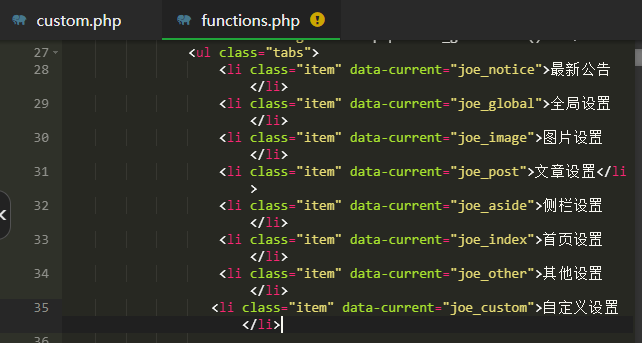 custom.php functions.php
27 <ul class="tabs">
28 <li class="item" data-current="joe_notice">最新公告
</li>
29 <li class="item" data-current="joe_global">全局设置
</li>
30 <li class="item" data-current="joe_image">图片设置
</li>
31 <li class="item" data-current="joe_post">文章设置</li
>
32 <li class="item" data-current="joe_aside">侧栏设置
</li>
33 <li class="item" data-current="joe_index">首页设置
</li>
34 <li class="item" data-current="joe_other">其他设置
</li>
35 <li class="item" data-current="joe_custom">自定义设置
</li>